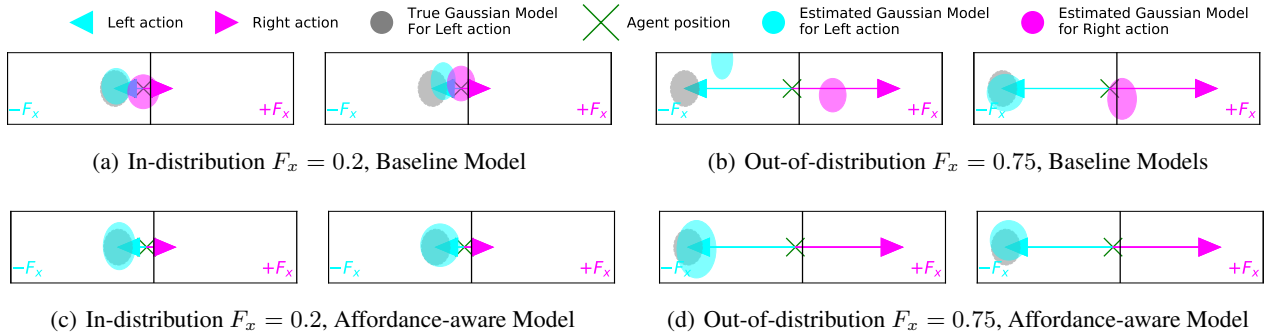 Left action
Right action
True Gaussian Model
For Left action
Agent position
Estimated Gaussian Model
for Left action
Estimated Gaussian Model
for Right action
−Fx
+Fx
−Fx
+Fx
−Fx
+Fx
−Fx
+Fx
(a) In-distribution Fx = 0.2, Baseline Model
(b) Out-of-distribution Fx = 0.75, Baseline Models
−Fx
+Fx
−Fx
+Fx
−Fx
+Fx
−Fx
+Fx
(c) In-distribution Fx = 0.2, Affordance-aware Model
(d) Out-of-distribution Fx = 0.75, Affordance-aware Model